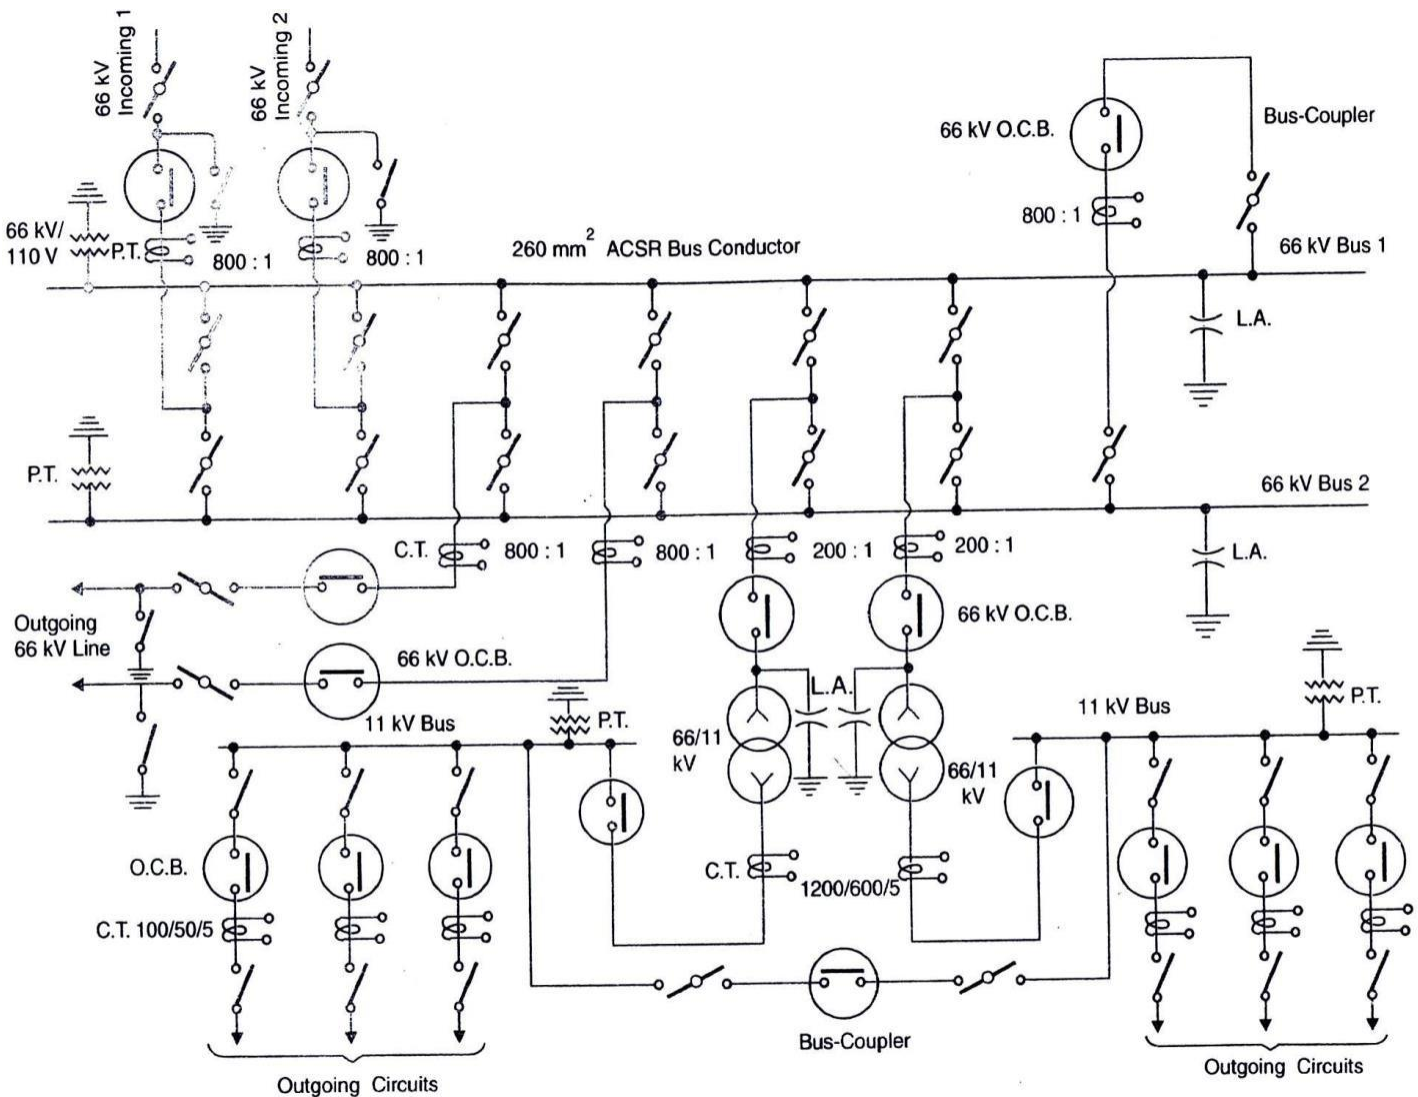 66 kV
Incoming 1
66 kV
Incoming 2
66 kV O.C.B.
Bus-Coupler
800 : 1
66 kV/
110 V
P.T.
800 : 1
800 : 1
260 mm2 ACSR Bus Conductor
66 kV Bus 1
L.A.
P.T.
66 kV Bus 2
C.T.
800 : 1
800 : 1
200 : 1
200 : 1
L.A.
Outgoing
66 kV Line
66 kV O.C.B.
66 kV O.C.B.
L.A.
11 kV Bus
P.T.
66/11
kV
66/11
kV
11 kV Bus
P.T.
O.C.B.
C.T. 100/50/5
C.T.
1200/600/5
Bus-Coupler
Outgoing Circuits
Outgoing Circuits